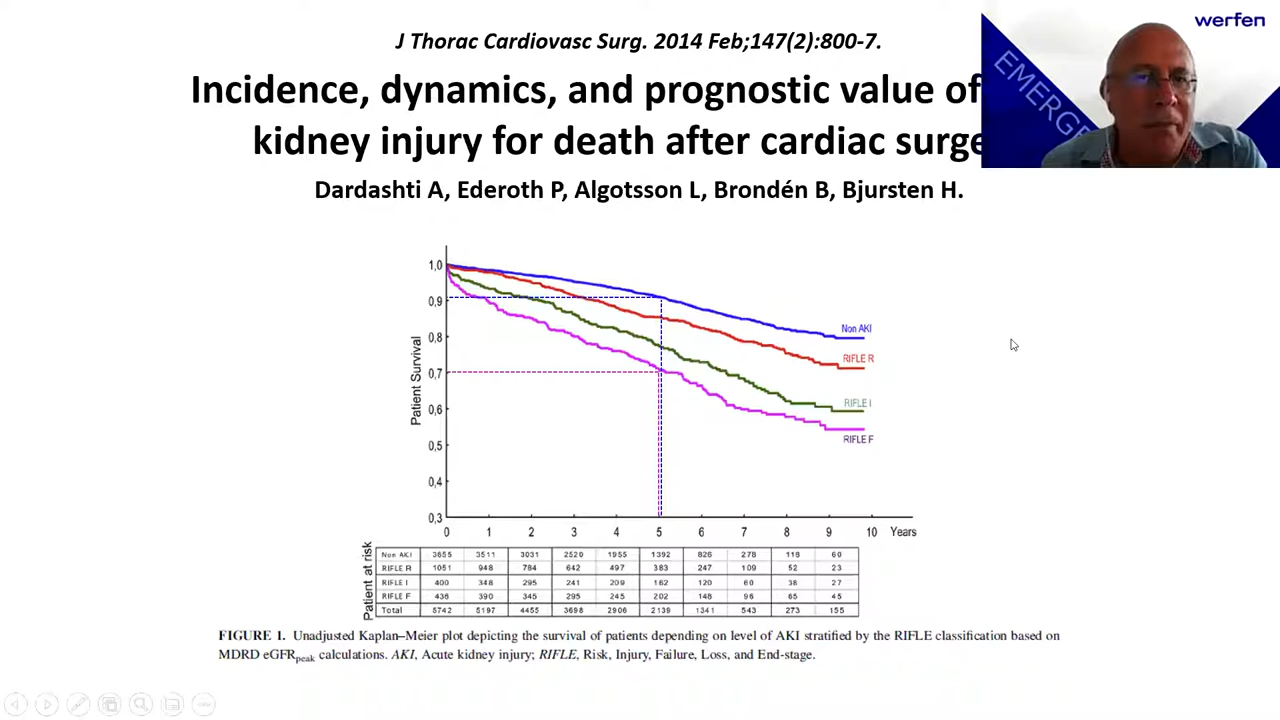 werfen
EMERGE
J Thorac Cardiovasc Surg. 2014 Feb;147(2):800-7.
Incidence, dynamics, and prognostic value of
kidney injury for death after cardiac surge
Dardashti A, Ederoth P, Algotsson L, Brondén B, Bjursten H.
Patient Survival
1,0
0,9
0,8
0,7
0,6
0,5
0,4
0,3
Non AKI
RIFLE R
RIFLE I
RIFLE F
0 1 2 3 4 5 6 7 8 9 10 Years
Patient at risk
Non AKI 3655 3511 3031 2520 1955 1392 826 278 118 60
RIFLE R 1051 948 784 642 497 383 247 109 52 23
RIFLE I 400 348 295 241 209 162 120 60 38 27
RIFLE F 436 390 345 295 245 202 148 96 65 45
Total 5742 5197 4455 3698 2906 2139 1341 543 273 155
FIGURE 1. Unadjusted Kaplan–Meier plot depicting the survival of patients depending on level of AKI stratified by the RIFLE classification based on
MDRD eGFRpeak calculations. AKI, Acute kidney injury; RIFLE, Risk, Injury, Failure, Loss, and End-stage.